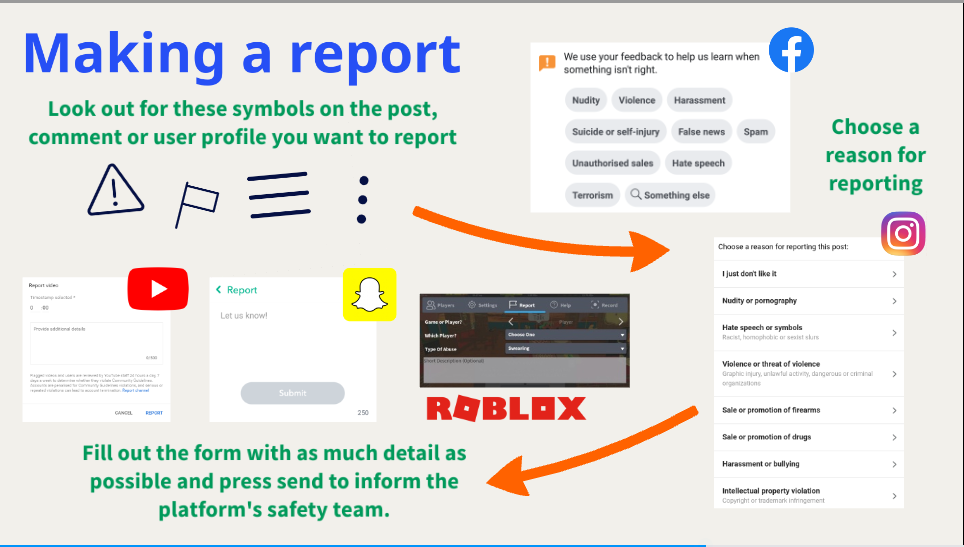 Making a report
Look out for these symbols on the post,
comment or user profile you want to report
We use your feedback to help us learn when
something isn't right.
Nudity
Violence
Harassment
Suicide or self-injury
False news
Spam
Unauthorised sales
Hate speech
Terrorism
Something else
Choose a
reason for
reporting
Choose a reason for reporting this post:
I just don't like it
Nudity or pornography
Hate speech or symbols
Racist, homophobic or sexist slurs
Violence or threat of violence
Graphic injury, unlawful activity, dangerous or criminal
organizations
Sale or promotion of firearms
Sale or promotion of drugs
Harassment or bullying
Intellectual property violation
Copyright or trademark infringement
Report video
Timestamp selected *
Provide additional details
0/500
Report channel
CANCEL
REPORT
Report
Let us know!
Submit
250
Players
Settings
Report
Help
Record
Game or Player?
Player
Which Player?
Choose One
Type Of Abuse
Swearing
Short Description (Optional)
ROBLOX
Fill out the form with as much detail as
possible and press send to inform the
platform's safety team.